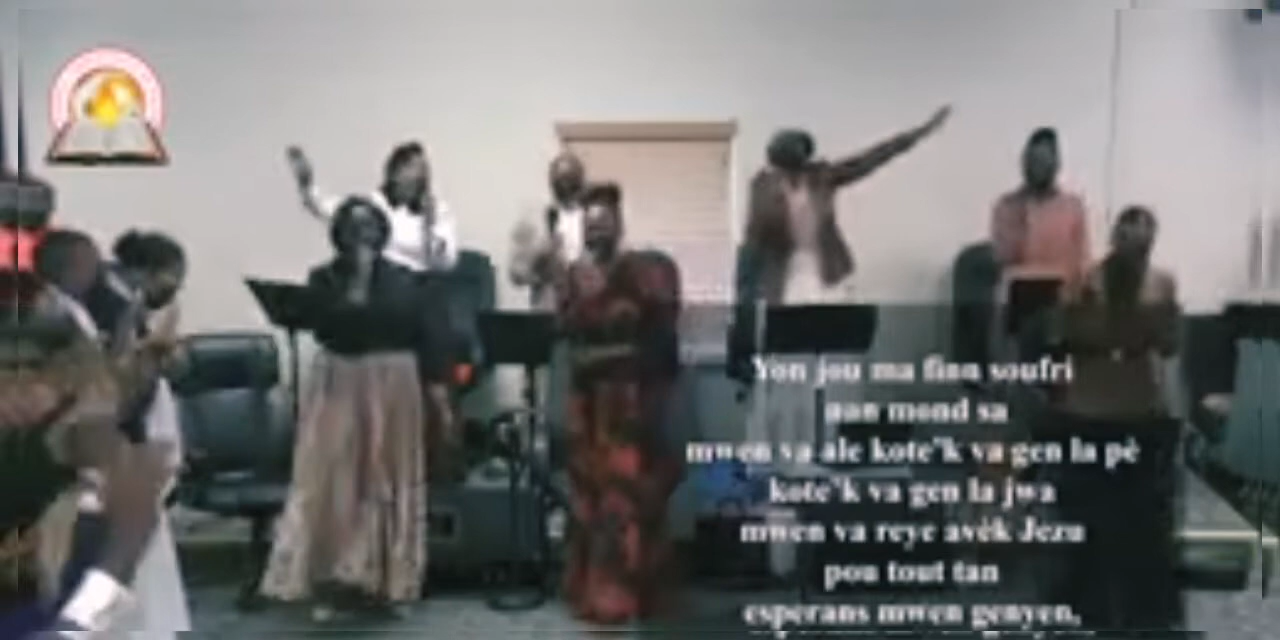 Yon jou ma finn soufri
nan mond sa
mwen va ale kote'k va gen la pè
kote'k va gen la jwa
mwen va reye avèk Jezu
pou tout tan
esperans mwen genyen,